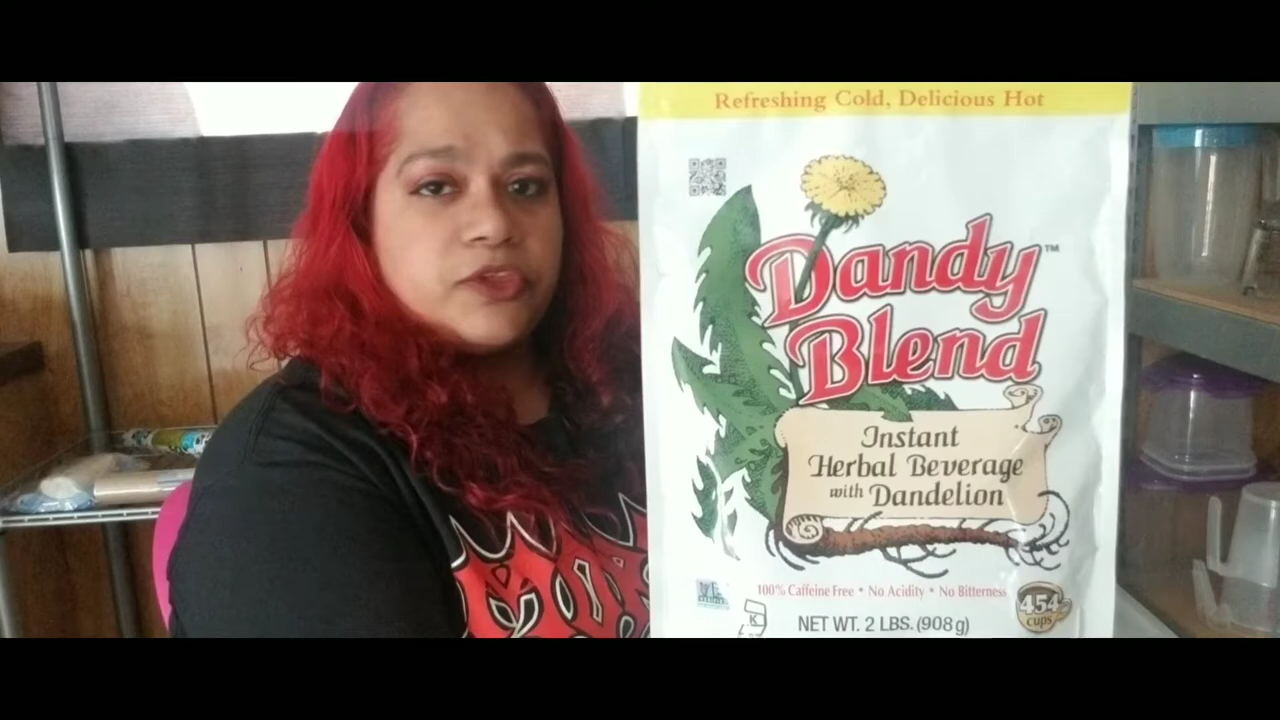 Refreshing Cold, Delicious Hot
Dandy
Blend™
Instant
Herbal Beverage
with Dandelion
100% Caffeine Free • No Acidity • No Bitterness
454
cups
K
NET WT. 2 LBS. (908g)